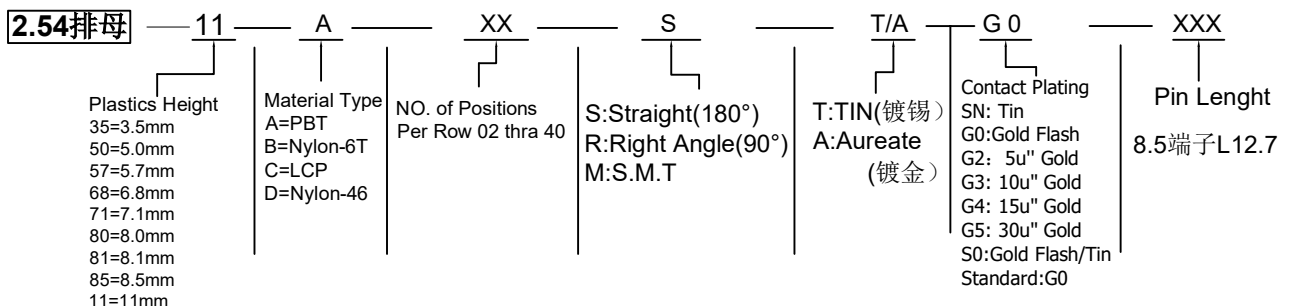 2.54排母 11 A XX S T/A G 0 XXX
Plastics Height
35=3.5mm
50=5.0mm
57=5.7mm
68=6.8mm
71=7.1mm
80=8.0mm
81=8.1mm
85=8.5mm
11=11mm
Material Type
A=PBT
B=Nylon-6T
C=LCP
D=Nylon-46
NO. of Positions
Per Row 02 thra 40
S:Straight(180°)
R:Right Angle(90°)
M:S.M.T
T:TIN(镀锡）
A:Aureate
(镀金）
Contact Plating
SN: Tin
G0:Gold Flash
G2： 5u" Gold
G3: 10u" Gold
G4: 15u" Gold
G5: 30u" Gold
S0:Gold Flash/Tin
Standard:G0
Pin Lenght
8.5端子L12.7